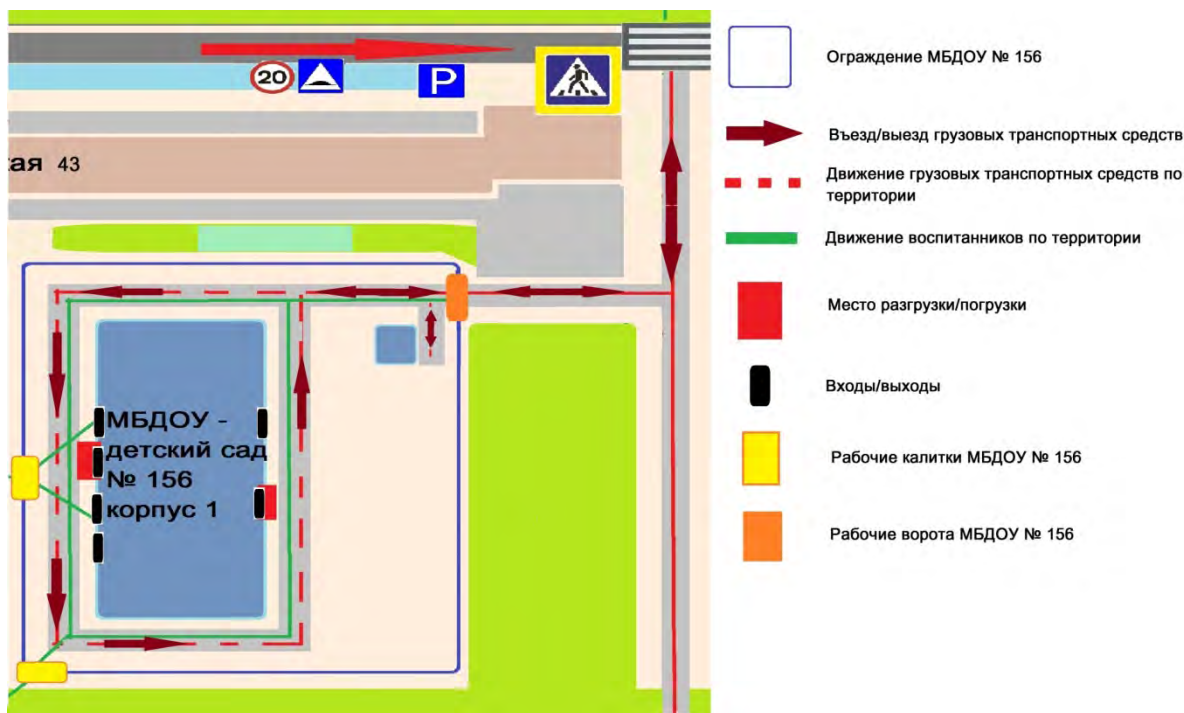 20
P
кая 43
МБДОУ -
детский сад
№ 156
корпус 1
Ограждение МБДОУ № 156
Въезд/выезд грузовых транспортных средств
Движение грузовых транспортных средств по
территории
Движение воспитанников по территории
Место разгрузки/погрузки
Входы/выходы
Рабочие калитки МБДОУ № 156
Рабочие ворота МБДОУ № 156